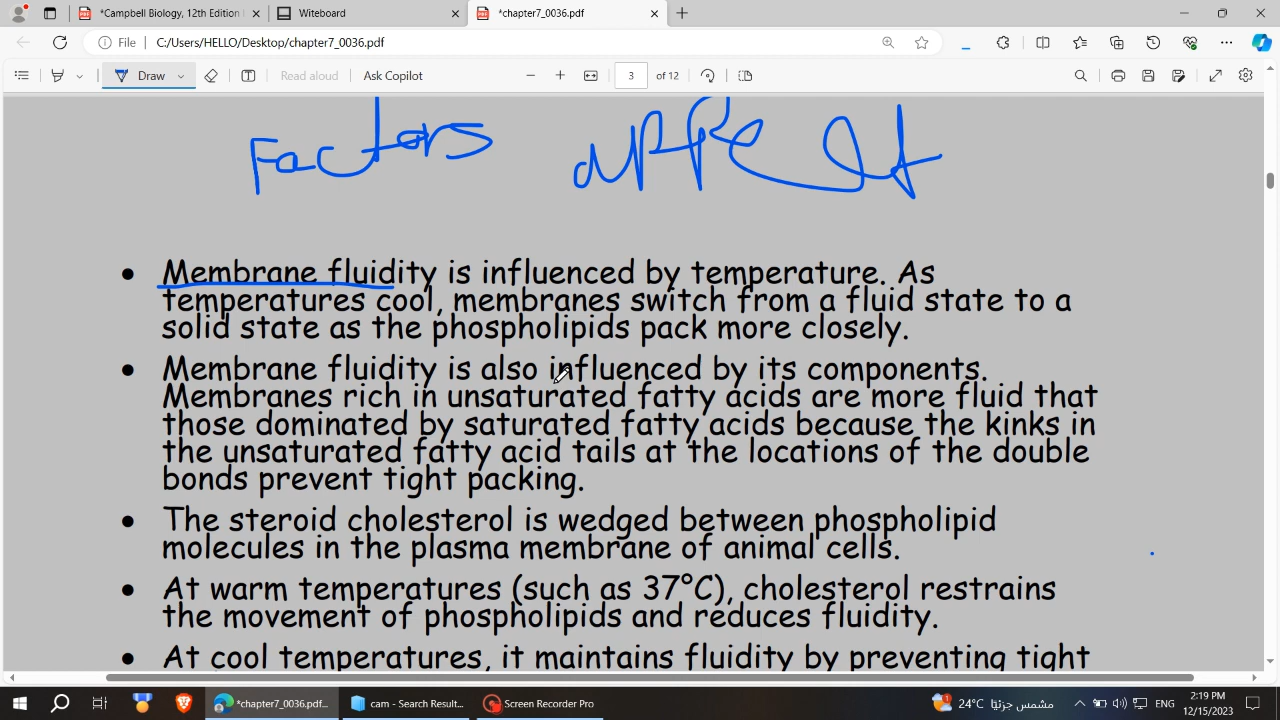 *Campbell Biology, 12th Edition
Witeboard
*chapter7_0036.pdf
File
C:/Users/HELLO/Desktop/chapter7_0036.pdf
Draw
Read aloud
Ask Copilot
3
of 12
Factors
• Membrane fluidity is influenced by temperature. As
temperatures cool, membranes switch from a fluid state to a
solid state as the phospholipids pack more closely.
• Membrane fluidity is also influenced by its components.
Membranes rich in unsaturated fatty acids are more fluid that
those dominated by saturated fatty acids because the kinks in
the unsaturated fatty acid tails at the locations of the double
bonds prevent tight packing.
• The steroid cholesterol is wedged between phospholipid
molecules in the plasma membrane of animal cells.
• At warm temperatures (such as 37°C), cholesterol restrains
the movement of phospholipids and reduces fluidity.
• At cool temperatures, it maintains fluidity by preventing tight
*chapter7_0036.pdf...
cam - Search Result...
Screen Recorder Pro
1
24°C مشمس جزئيًا
2:19 PM
12/15/2023